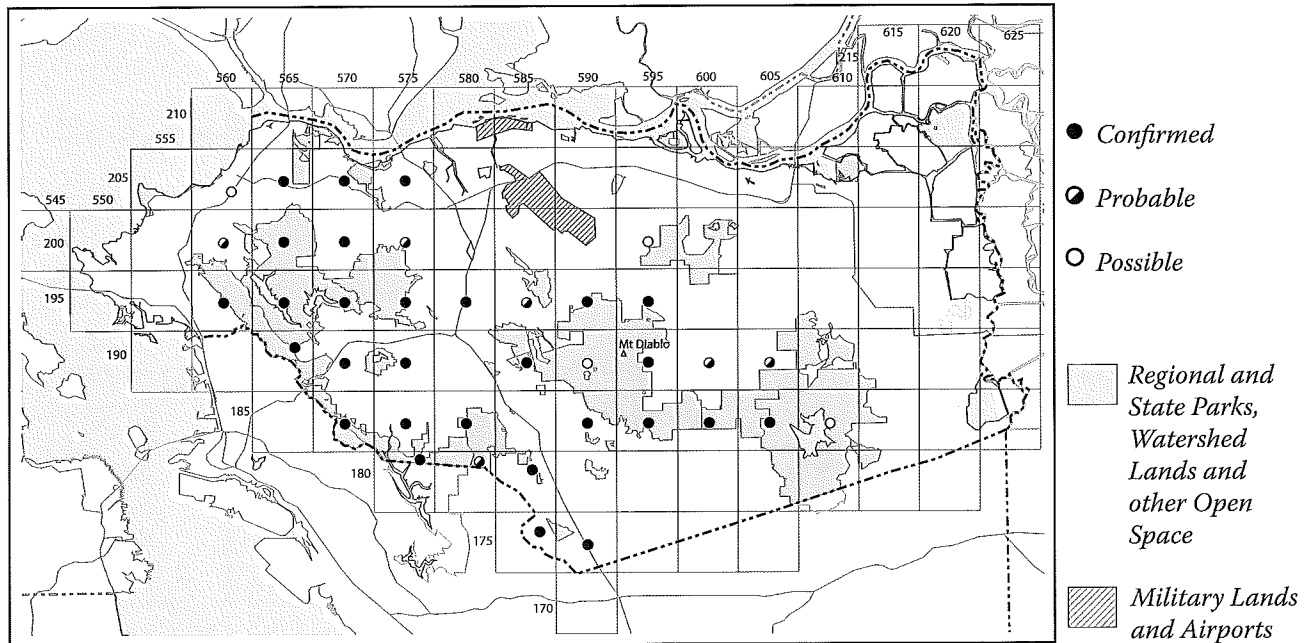 615
620
625
215
560
565
570
575
580
585
590
595
600
605
610
210
555
205
545
550
200
195
190
Mt Diablo
185
180
175
170
Confirmed
Probable
Possible
Regional and
State Parks,
Watershed
Lands and
other Open
Space
Military Lands
and Airports